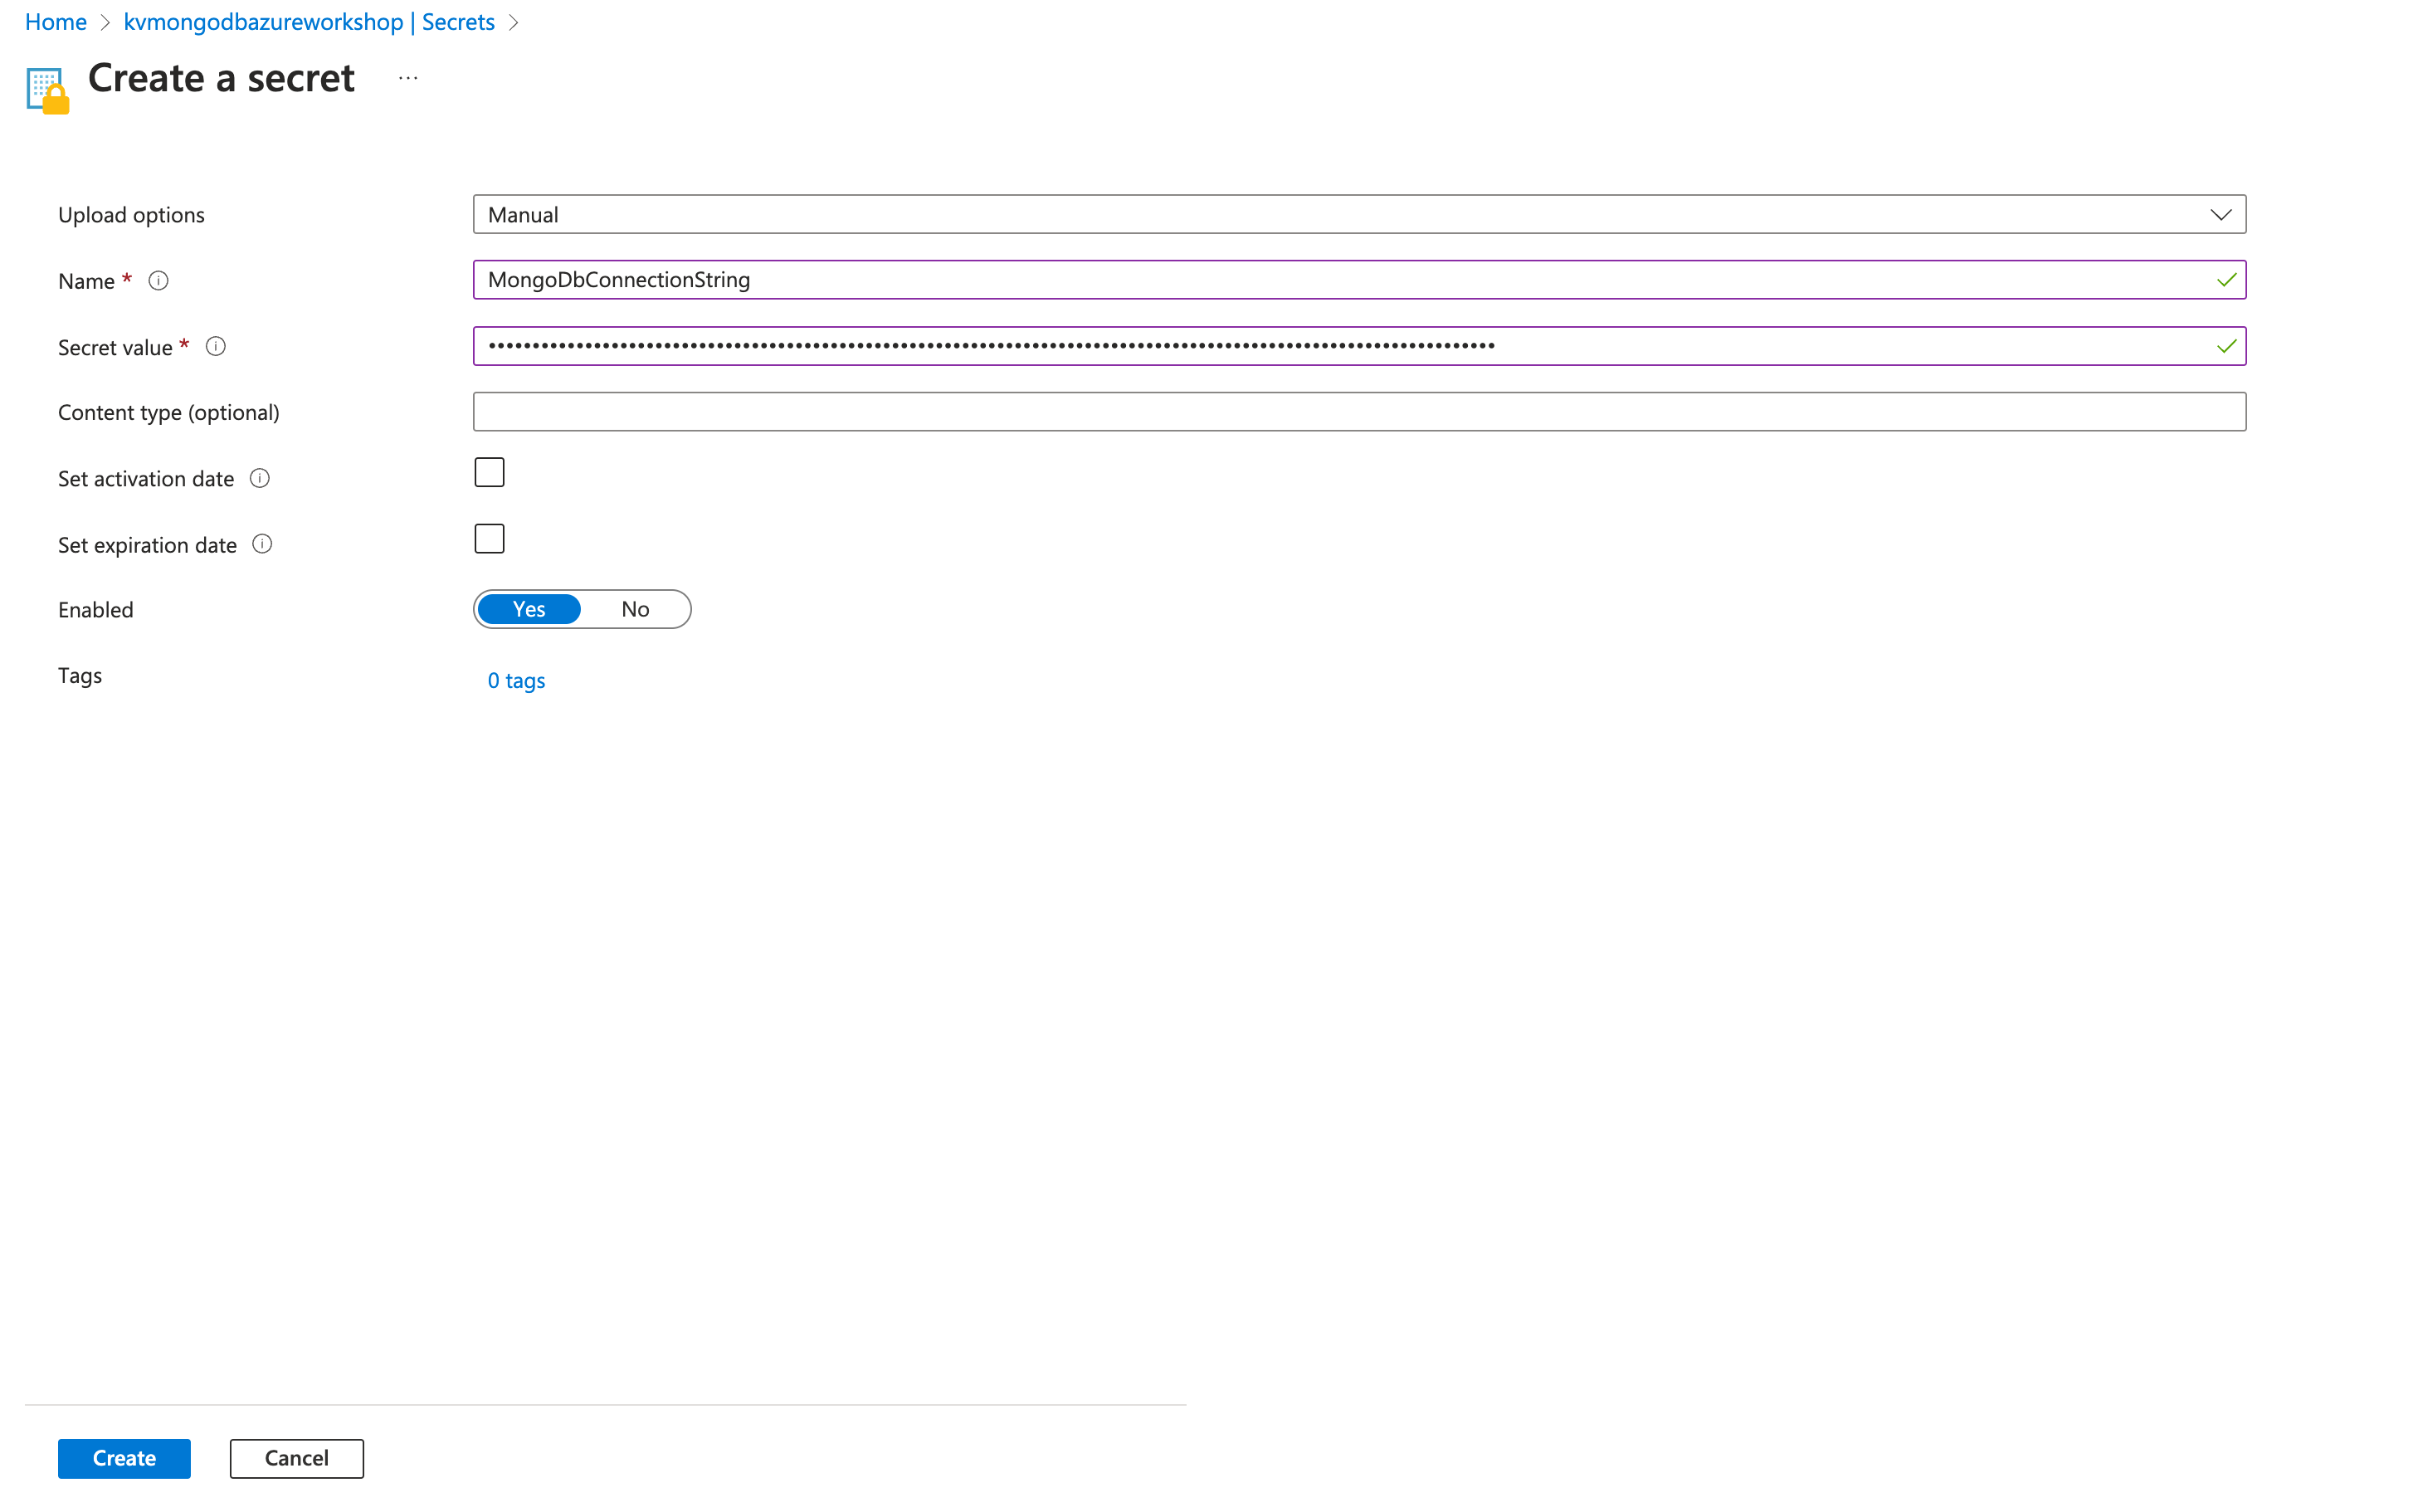 Home > kvmongodbazureworkshop | Secrets >
Create a secret ...
Upload options Manual
Name * MongoDbConnectionString
Secret value *
Content type (optional)
Set activation date
Set expiration date
Enabled Yes No
Tags 0 tags
Create Cancel